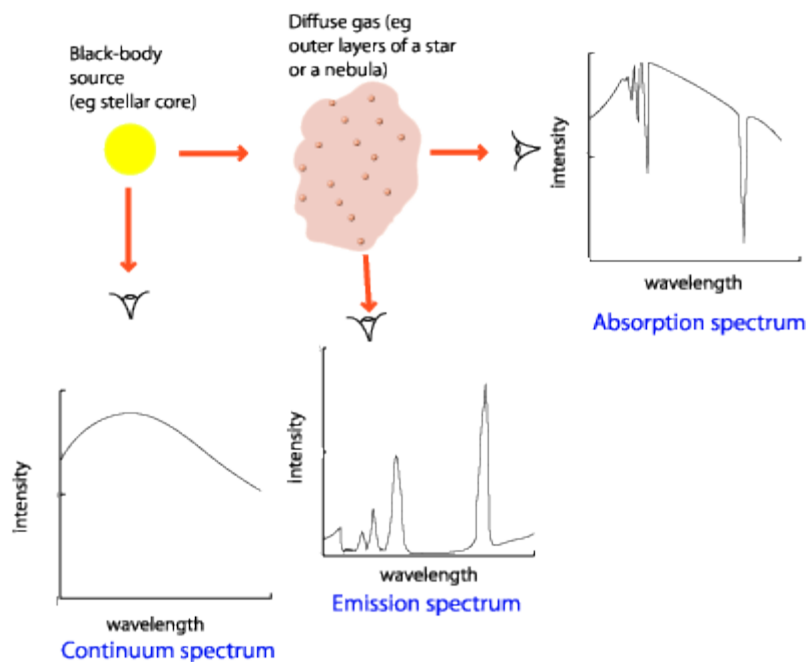 Black-body
source
(eg stellar core)
Diffuse gas (eg
outer layers of a star
or a nebula)
intensity
wavelength
Absorption spectrum
intensity
wavelength
Emission spectrum
intensity
wavelength
Continuum spectrum